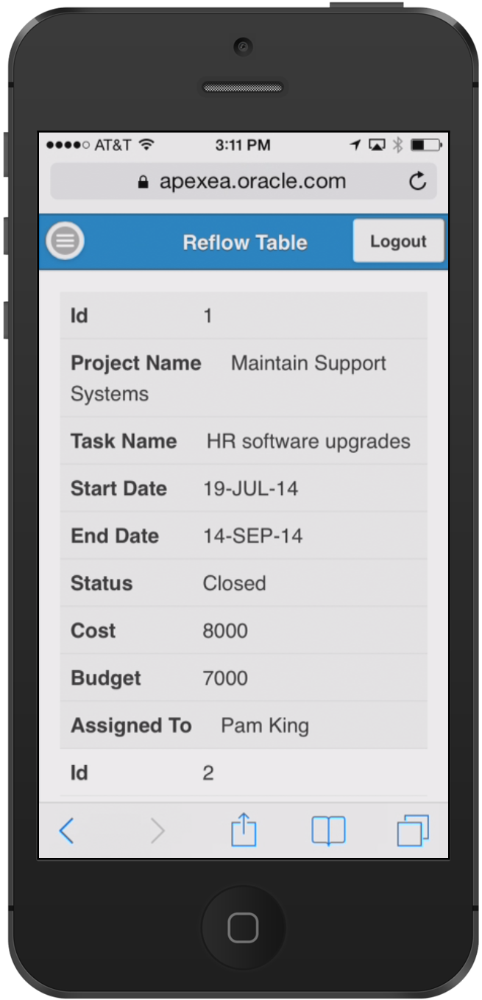 AT&T 3:11 PM
apexea.oracle.com
Reflow Table Logout
Id 1
Project Name Maintain Support
Systems
Task Name HR software upgrades
Start Date 19-JUL-14
End Date 14-SEP-14
Status Closed
Cost 8000
Budget 7000
Assigned To Pam King
Id 2